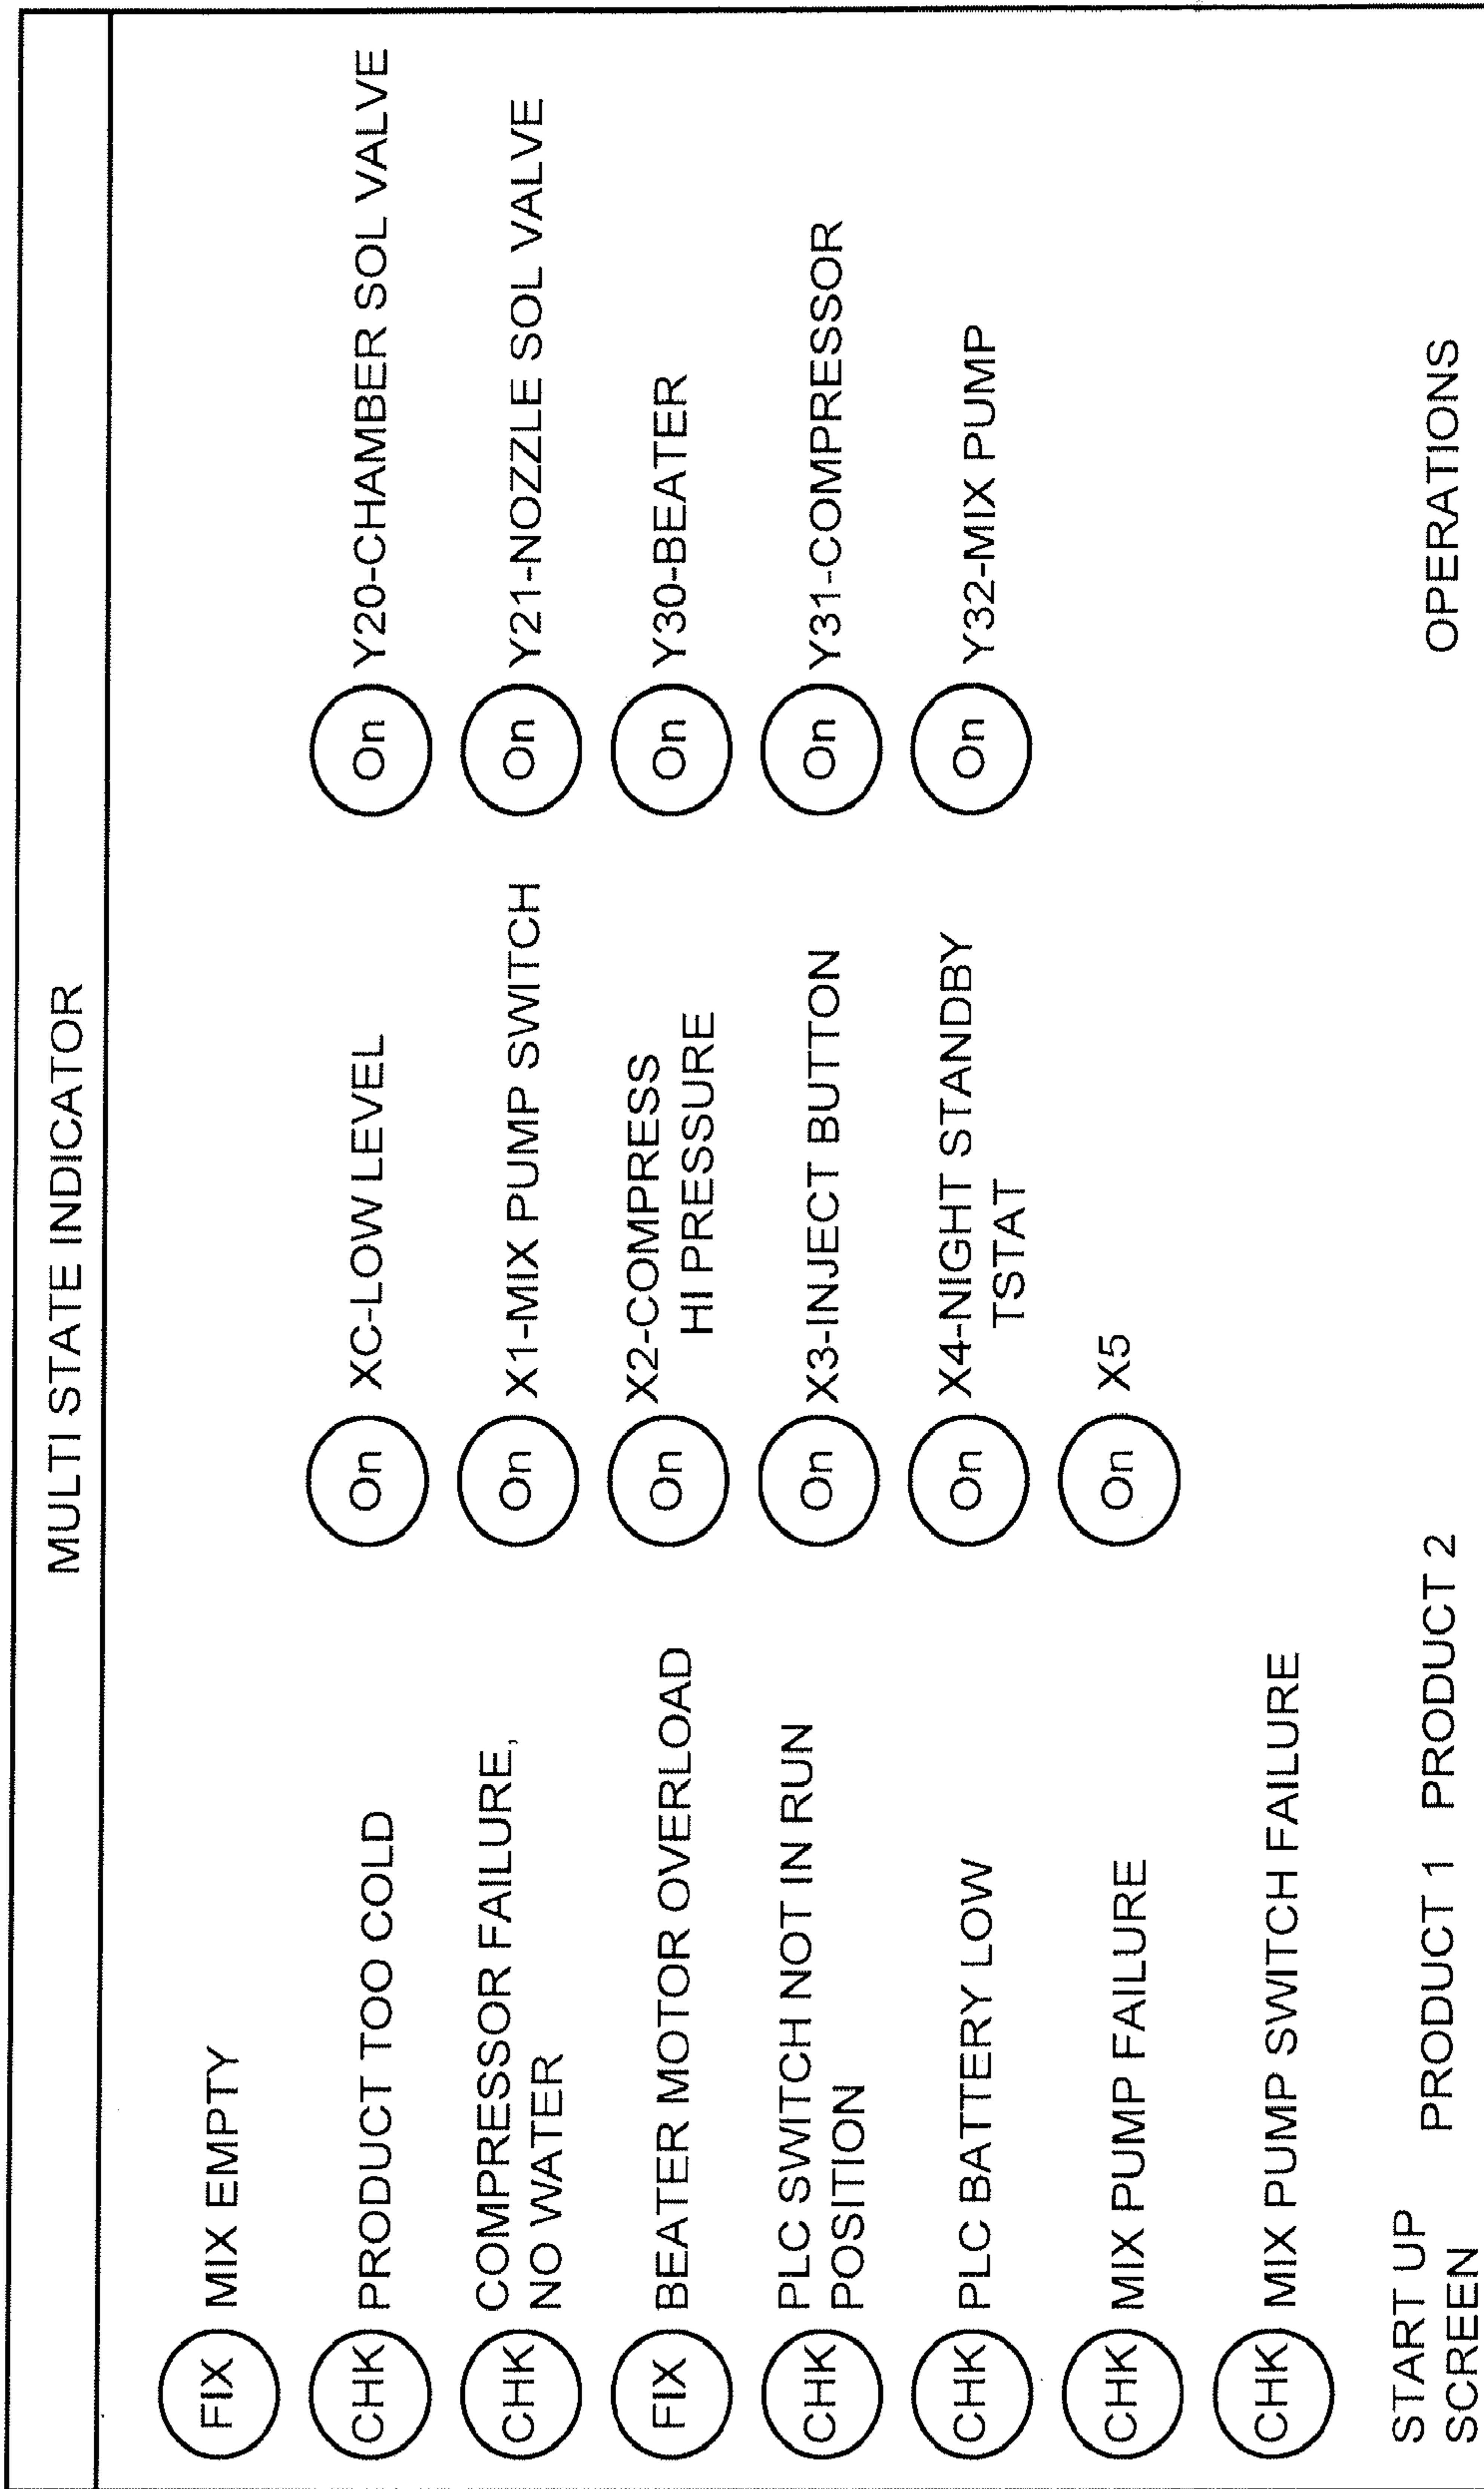 MULTI STATE INDICATOR
FIX MIX EMPTY
CHK PRODUCT TOO COLD
CHK COMPRESSOR FAILURE,
NO WATER
FIX BEATER MOTOR OVERLOAD
CHK PLC SWITCH NOT IN RUN
POSITION
CHK PLC BATTERY LOW
CHK MIX PUMP FAILURE
CHK MIX PUMP SWITCH FAILURE
On XC-LOW LEVEL
On X1-MIX PUMP SWITCH
On X2-COMPRESS
HI PRESSURE
On X3-INJECT BUTTON
On X4-NIGHT STANDBY
TSTAT
On X5
On Y20-CHAMBER SOL VALVE
On Y21-NOZZLE SOL VALVE
On Y30-BEATER
On Y31-COMPRESSOR
On Y32-MIX PUMP
START UP
SCREEN
PRODUCT 1
PRODUCT 2
OPERATIONS